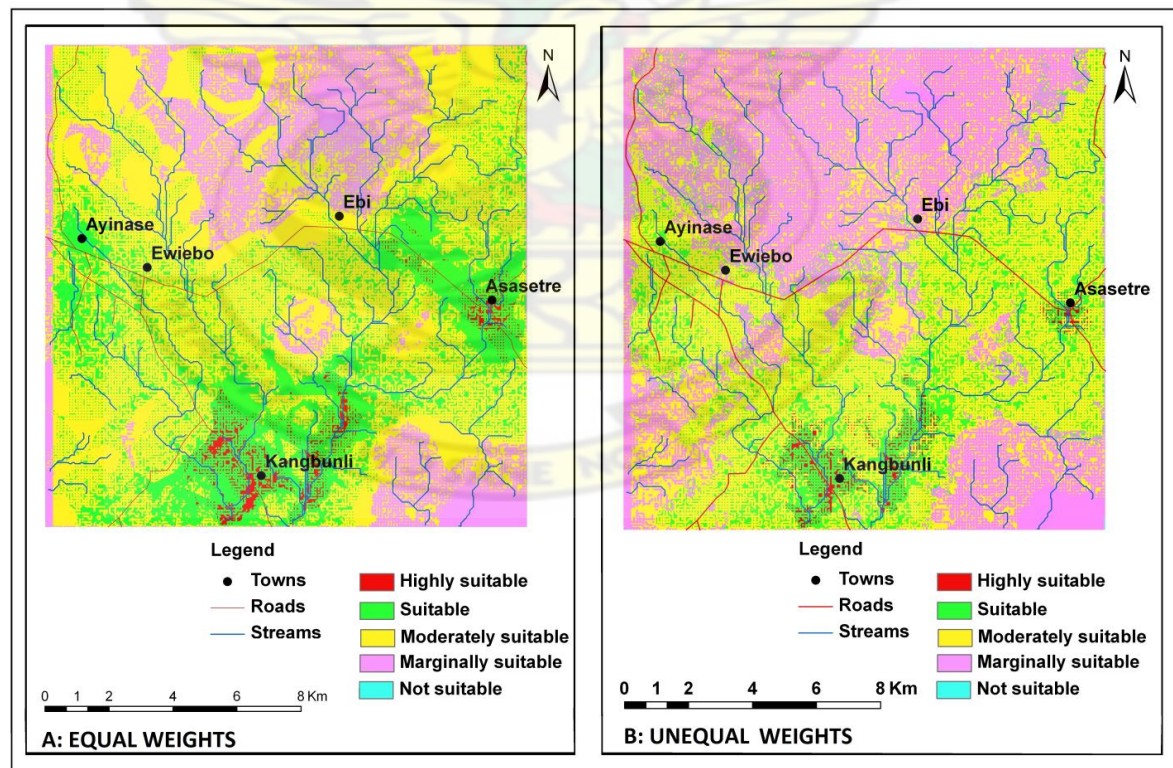 N
Ebi
Ayinase
Ewiebo
Asasetre
Kangbunli
Legend
Towns
Roads
Streams
Highly suitable
Suitable
Moderately suitable
Marginally suitable
Not suitable
0 1 2 4 6 8 Km
A: EQUAL WEIGHTS
N
Ebi
Ayinase
Ewiebo
Asasetre
Kangbunli
Legend
Towns
Roads
Streams
Highly suitable
Suitable
Moderately suitable
Marginally suitable
Not suitable
0 1 2 4 6 8 Km
B: UNEQUAL WEIGHTS